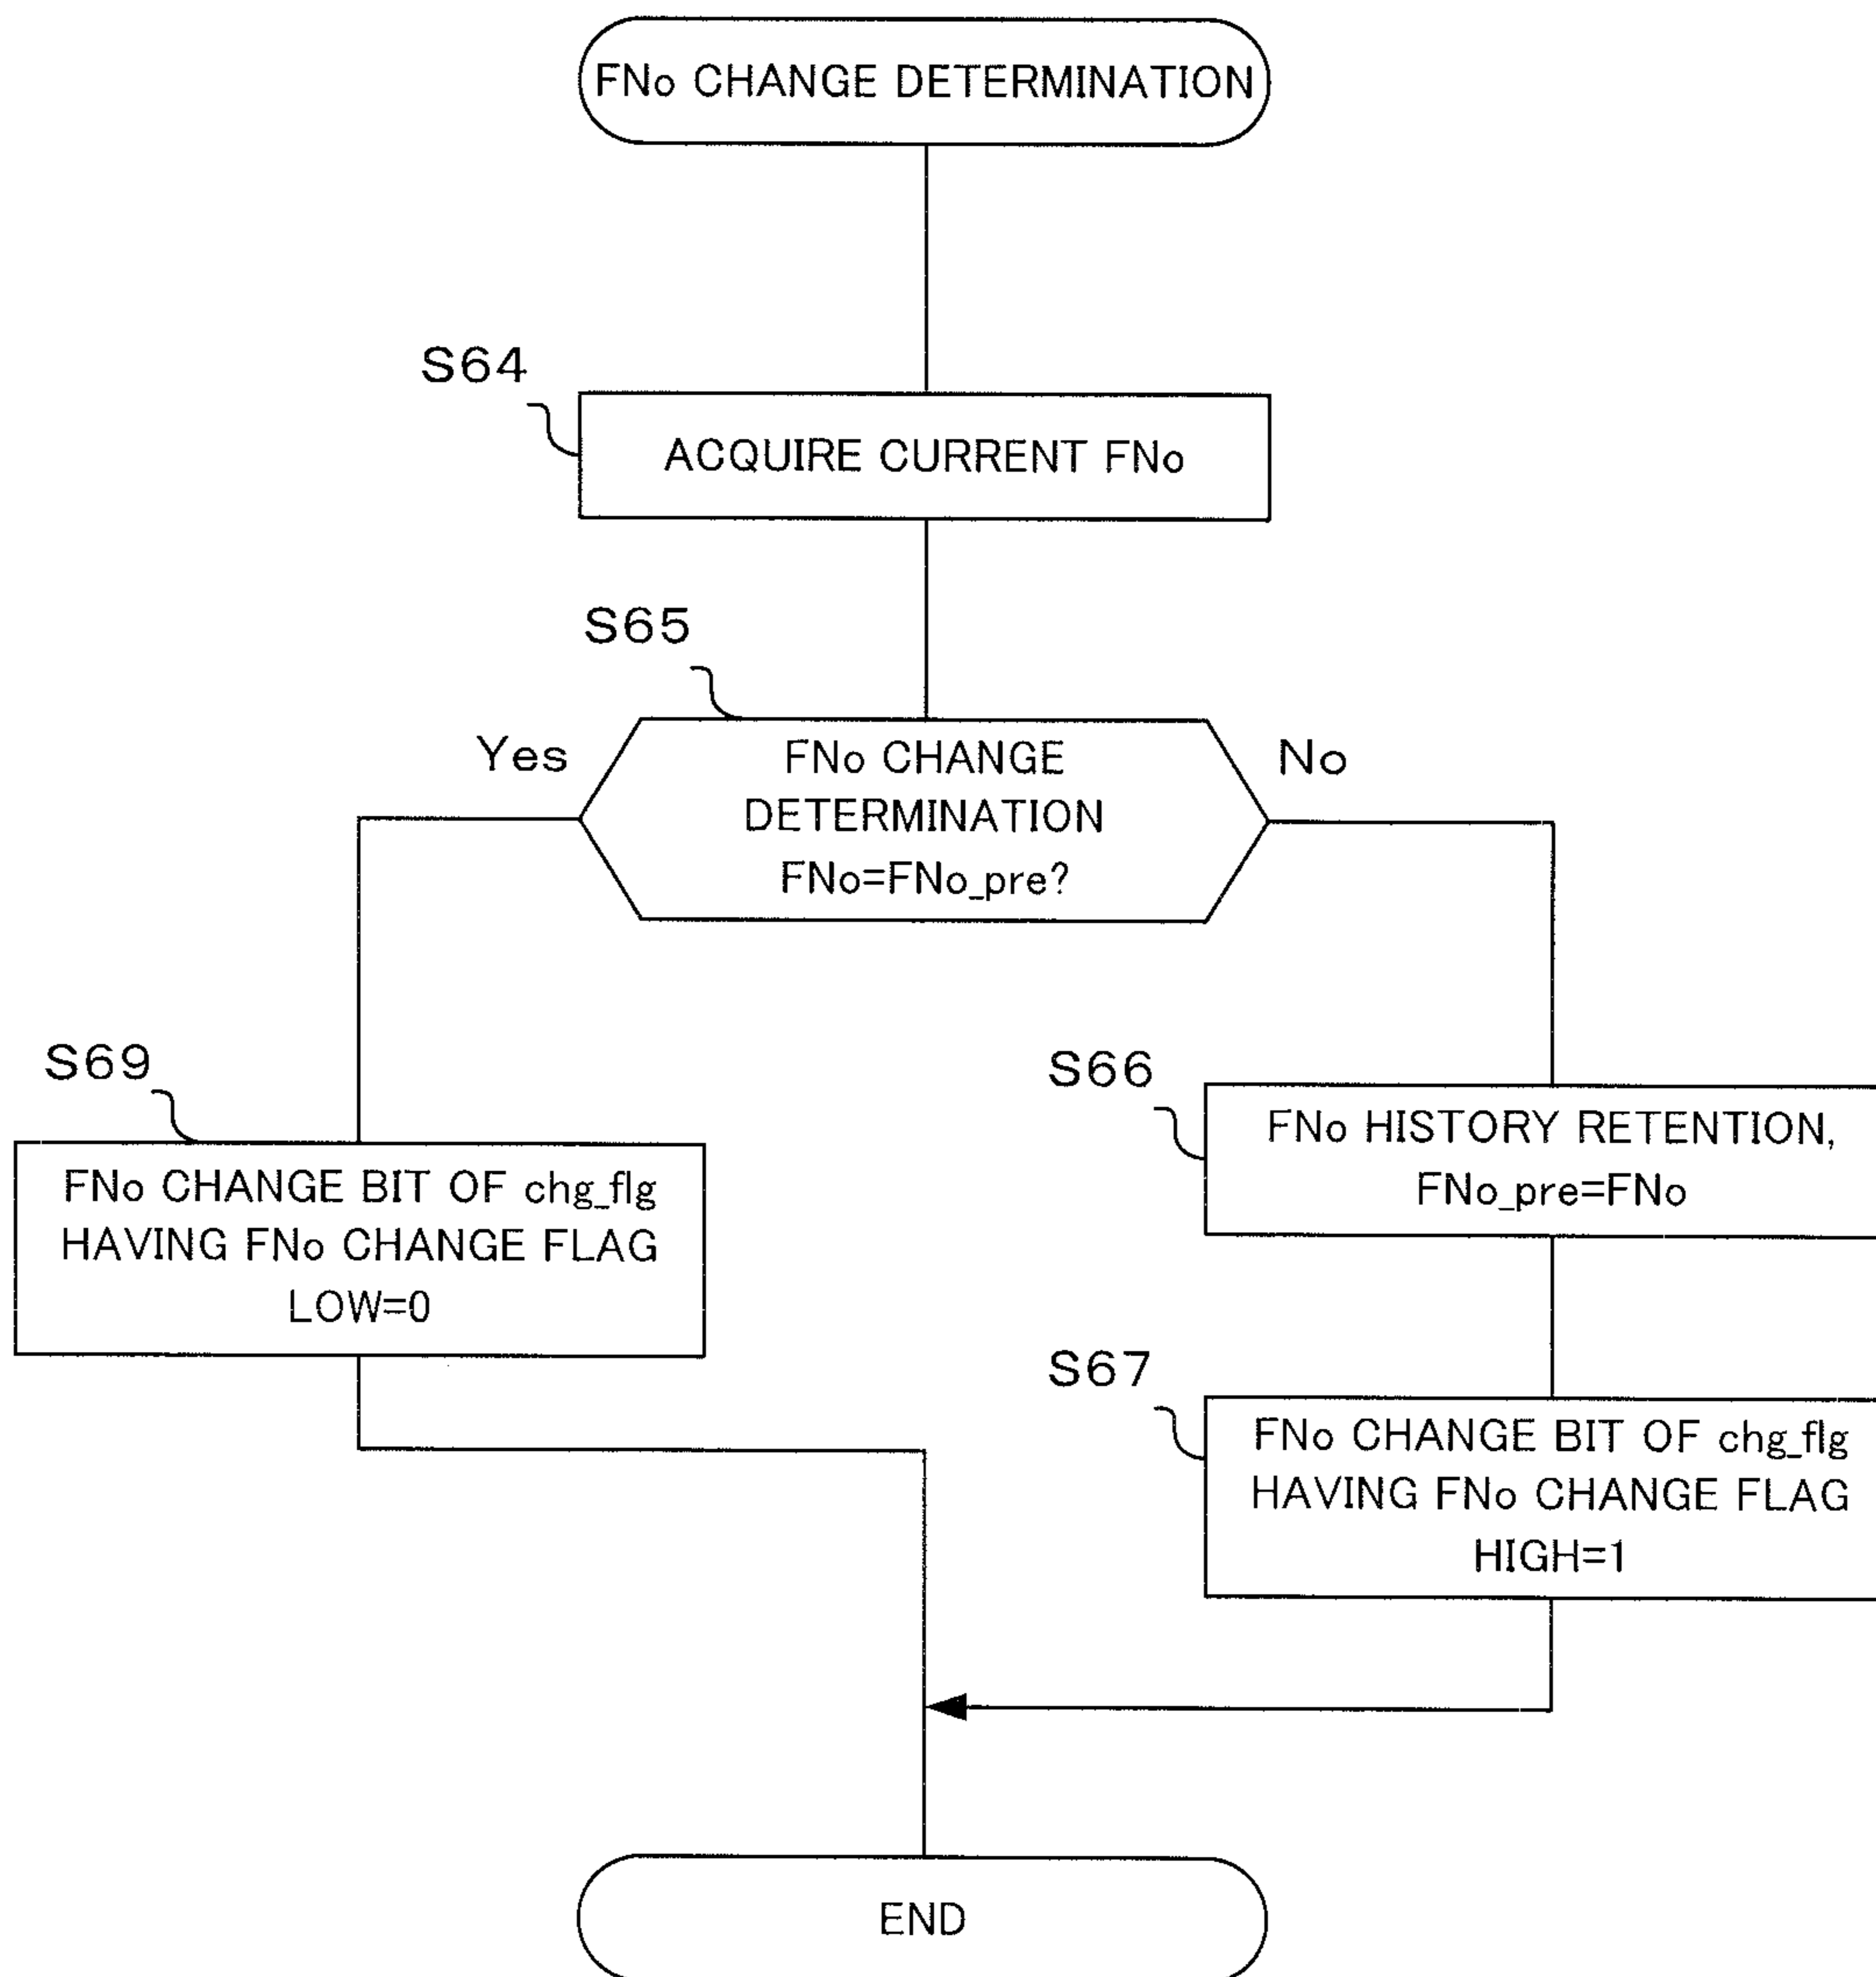 FNo CHANGE DETERMINATION
S64
ACQUIRE CURRENT FNo
S65
Yes
FNo CHANGE
No
DETERMINATION
FNo=FNo_pre?
S69
FNo CHANGE BIT OF chg_flg
HAVING FNo CHANGE FLAG
LOW=0
S66
FNo HISTORY RETENTION,
FNo_pre=FNo
S67
FNo CHANGE BIT OF chg_flg
HAVING FNo CHANGE FLAG
HIGH=1
END